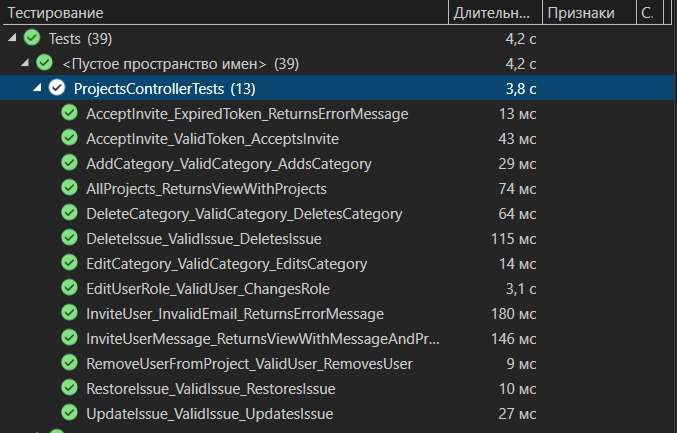 Тестирование Длительн... Признаки С.
Tests (39) 4,2 с
<Пустое пространство имен> (39) 4,2 с
ProjectsControllerTests (13) 3,8 с
AcceptInvite_ExpiredToken_ReturnsErrorMessage 13 мс
AcceptInvite_ValidToken_AcceptsInvite 43 мс
AddCategory_ValidCategory_AddsCategory 29 мс
AllProjects_ReturnsViewWithProjects 74 мс
DeleteCategory_ValidCategory_DeletesCategory 64 мс
DeleteIssue_ValidIssue_DeletesIssue 115 мс
EditCategory_ValidCategory_EditsCategory 14 мс
EditUserRole_ValidUser_ChangesRole 3,1 с
InviteUser_InvalidEmail_ReturnsErrorMessage 180 мс
InviteUserMessage_ReturnsViewWithMessageAndPr... 146 мс
RemoveUserFromProject_ValidUser_RemovesUser 9 мс
RestoreIssue_ValidIssue_RestoresIssue 10 мс
UpdateIssue_ValidIssue_UpdatesIssue 27 мс